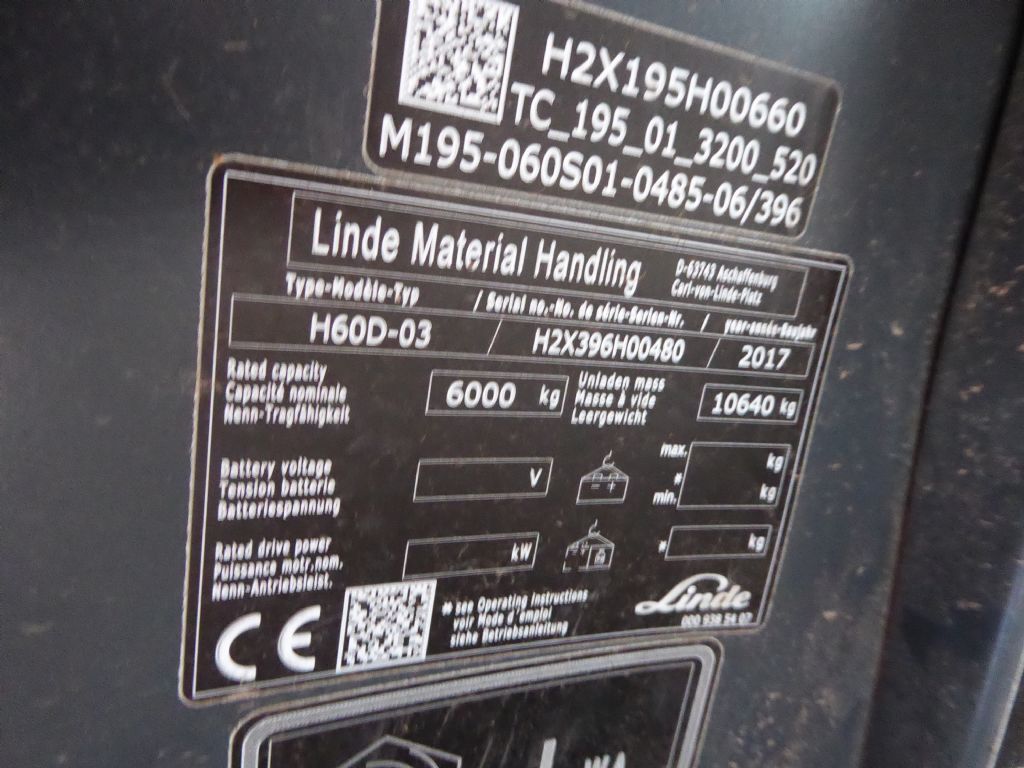 H2X195H00660
TC_195_01_3200_520
M195-060S01-0485-06/396
Linde Material Handling
D-63743 Aschaffenburg
Carl-von-Linde-Platz
Type-Modèle-Typ / Serial no.-No. de série-Serien-Nr. / year-année-Baujahr
H60D-03 / H2X396H00480 / 2017
Rated capacity
Capacité nominale
Nenn-Tragfähigkeit
6000 kg
Unladen mass
Masse à vide
Leergewicht
10640 kg
Battery voltage
Tension batterie
Batteriespannung
V
- +
max. kg
*
min. kg
Rated drive power
Puissance motr.nom.
Nenn-Antriebsleist.
kW
* kg
CE
* see Operating Instructions
voir Mode d'emploi
siehe Betriebsanleitung
Linde
000 939 54 07